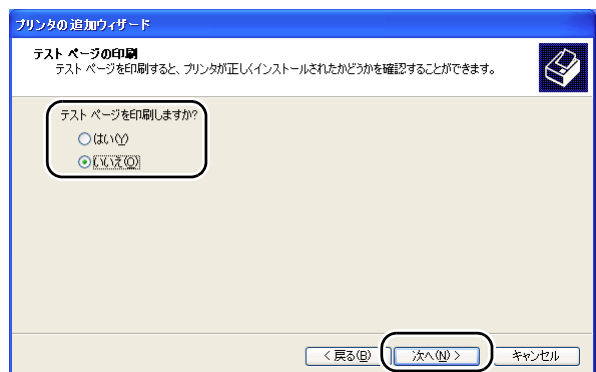 プリンタの追加ウィザード
テスト ページの印刷
テスト ページを印刷すると、プリンタが正しくインストールされたかどうかを確認することができます。
テスト ページを印刷しますか?
はい(Y)
いいえ(O)
< 戻る(B) 次へ(N) > キャンセル